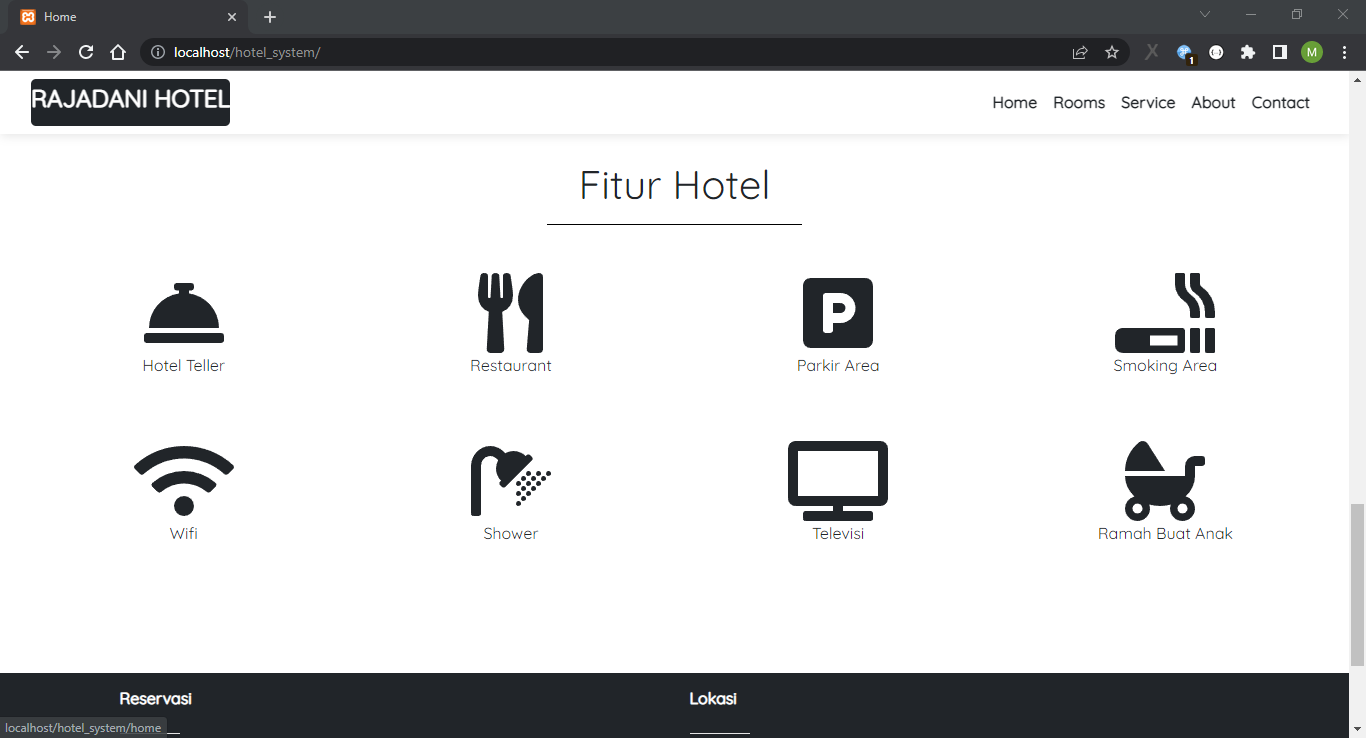 Home
localhost/hotel_system/
1
M
RAJADANI HOTEL
Home Rooms Service About Contact
Fitur Hotel
Hotel Teller Restaurant Parkir Area Smoking Area
Wifi Shower Televisi Ramah Buat Anak
Reservasi Lokasi
localhost/hotel_system/home